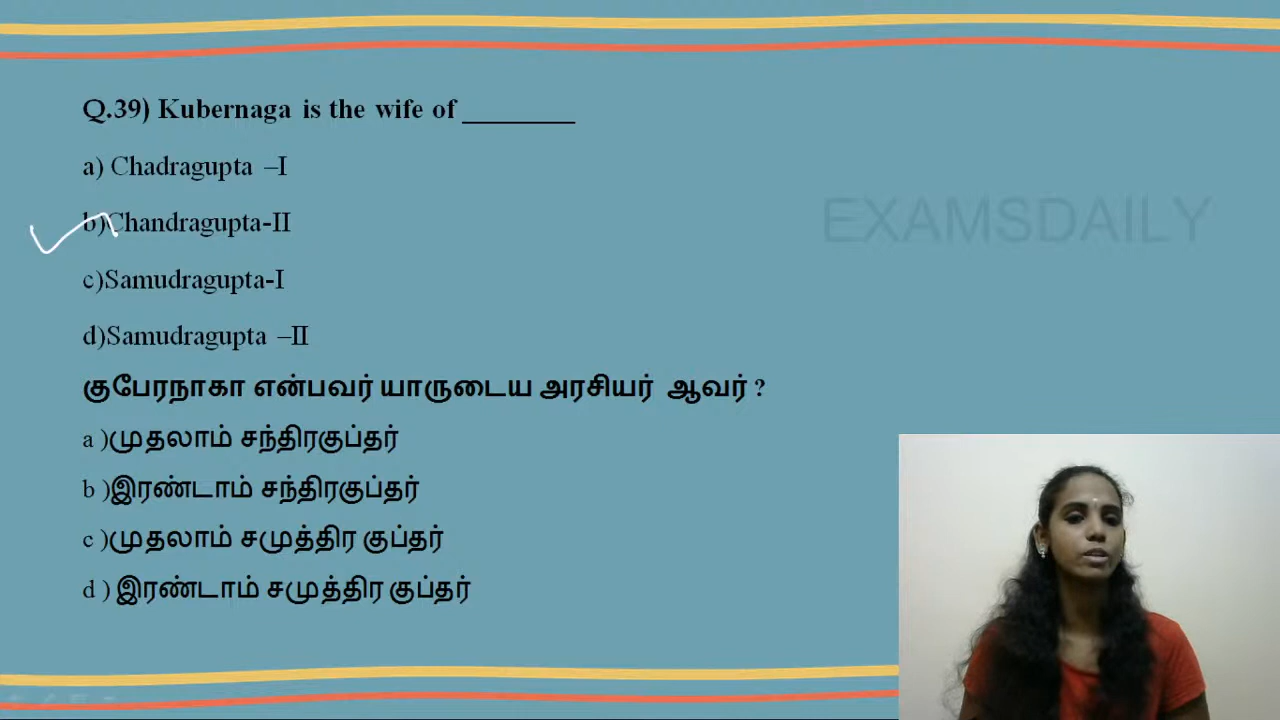 Q.39) Kubernaga is the wife of ________
a) Chadragupta –I
b)Chandragupta-II
EXAMSDAILY
c)Samudragupta-I
d)Samudragupta –II
குபேரநாகா என்பவர் யாருடைய அரசியர் ஆவர் ?
a )முதலாம் சந்திரகுப்தர்
b )இரண்டாம் சந்திரகுப்தர்
c )முதலாம் சமுத்திர குப்தர்
d ) இரண்டாம் சமுத்திர குப்தர்